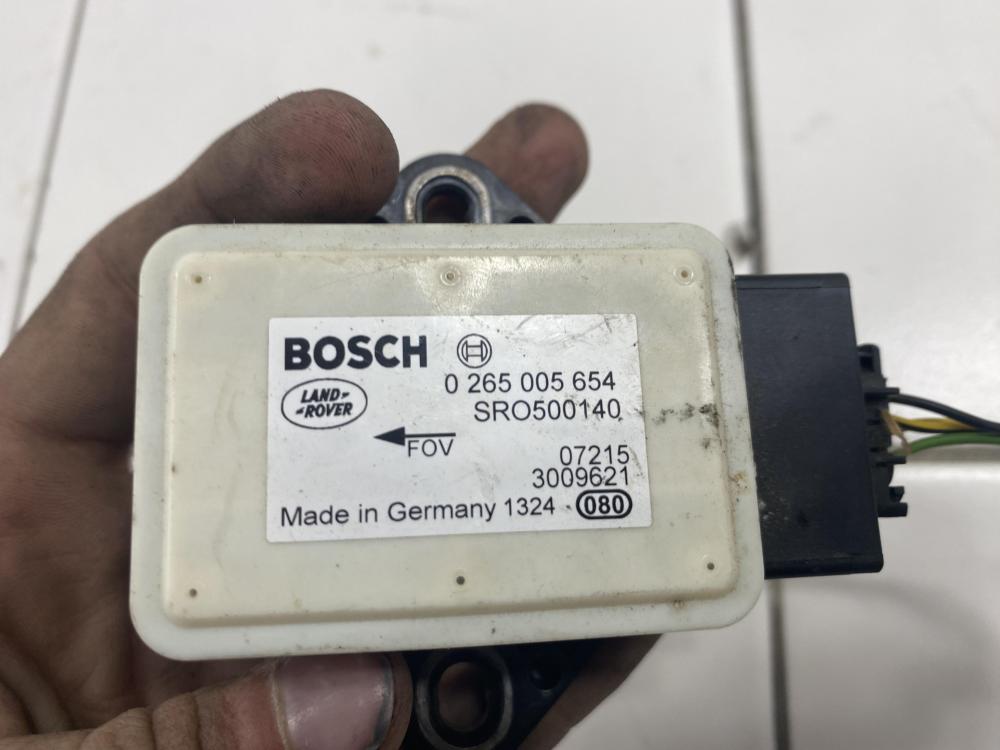 BOSCH
0 265 005 654
LAND-
-ROVER
SRO500140
FOV
07215
3009621
Made in Germany 1324 080